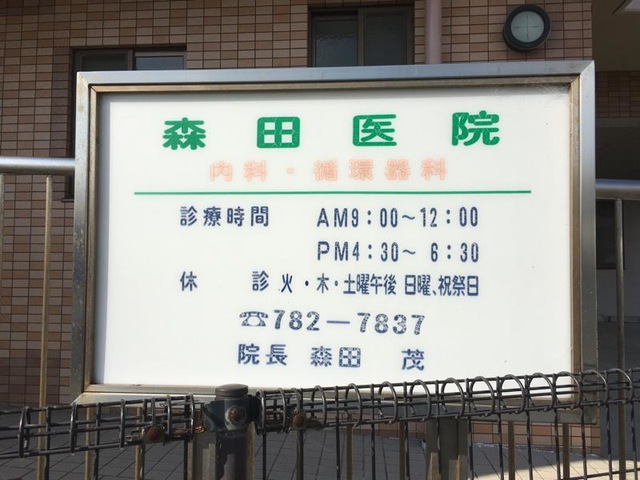 森田医院
内科・循環器科
診療時間 AM9:00～12:00
PM4:30～ 6:30
休 診 火・木・土曜午後 日曜、祝祭日
☎782-7837
院長 森田 茂